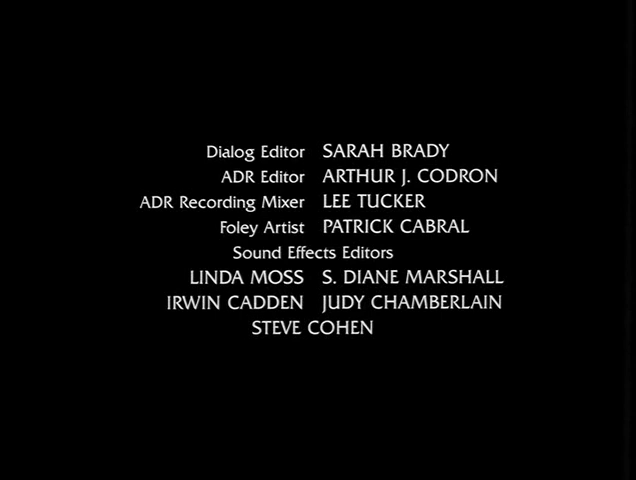 Dialog Editor SARAH BRADY
ADR Editor ARTHUR J. CODRON
ADR Recording Mixer LEE TUCKER
Foley Artist PATRICK CABRAL
Sound Effects Editors
LINDA MOSS S. DIANE MARSHALL
IRWIN CADDEN JUDY CHAMBERLAIN
STEVE COHEN